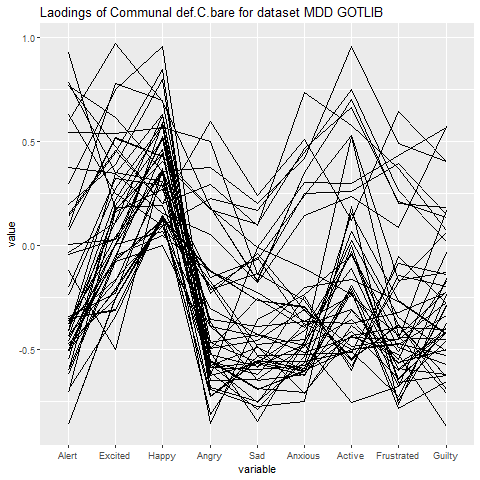 Laodings of Communal def.C.bare for dataset MDD GOTLIB
1.0
0.5
0.0
-0.5
value
Alert Excited Happy Angry Sad Anxious Active Frustrated Guilty
variable